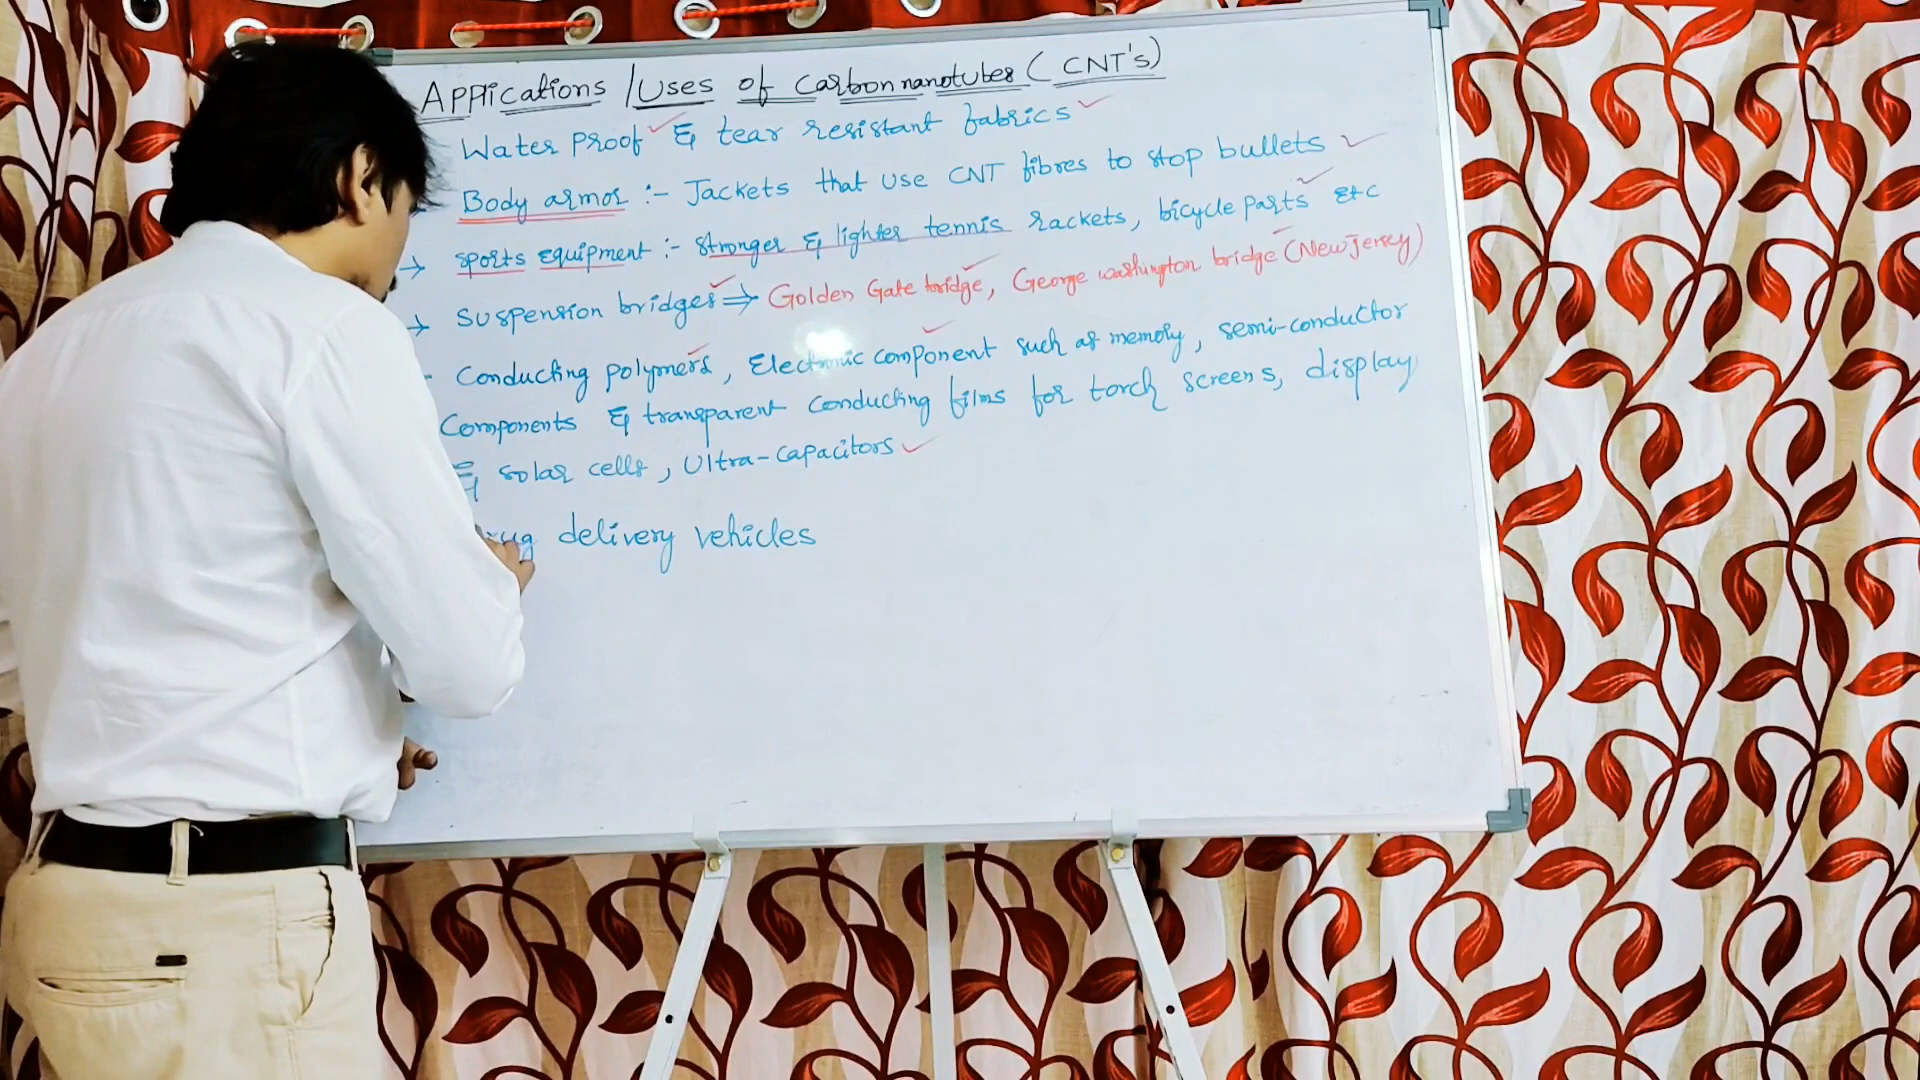 Applications / Uses of Carbon nanotubes ( CNT's )
Water Proof & tear resistant fabrics
Body armor :- Jackets that use CNT fibres to stop bullets
→ sports equipment :- stronger & lighter tennis rackets, bicycle parts etc
→ Suspension bridges ⇒ Golden Gate bridge, George washington bridge (New jersey)
- Conducting polymers, Electronic component such as memory, semi-conductor
Components & transparent conducting films for torch screens, display
& solar cells, Ultra-capacitors
delivery vehicles